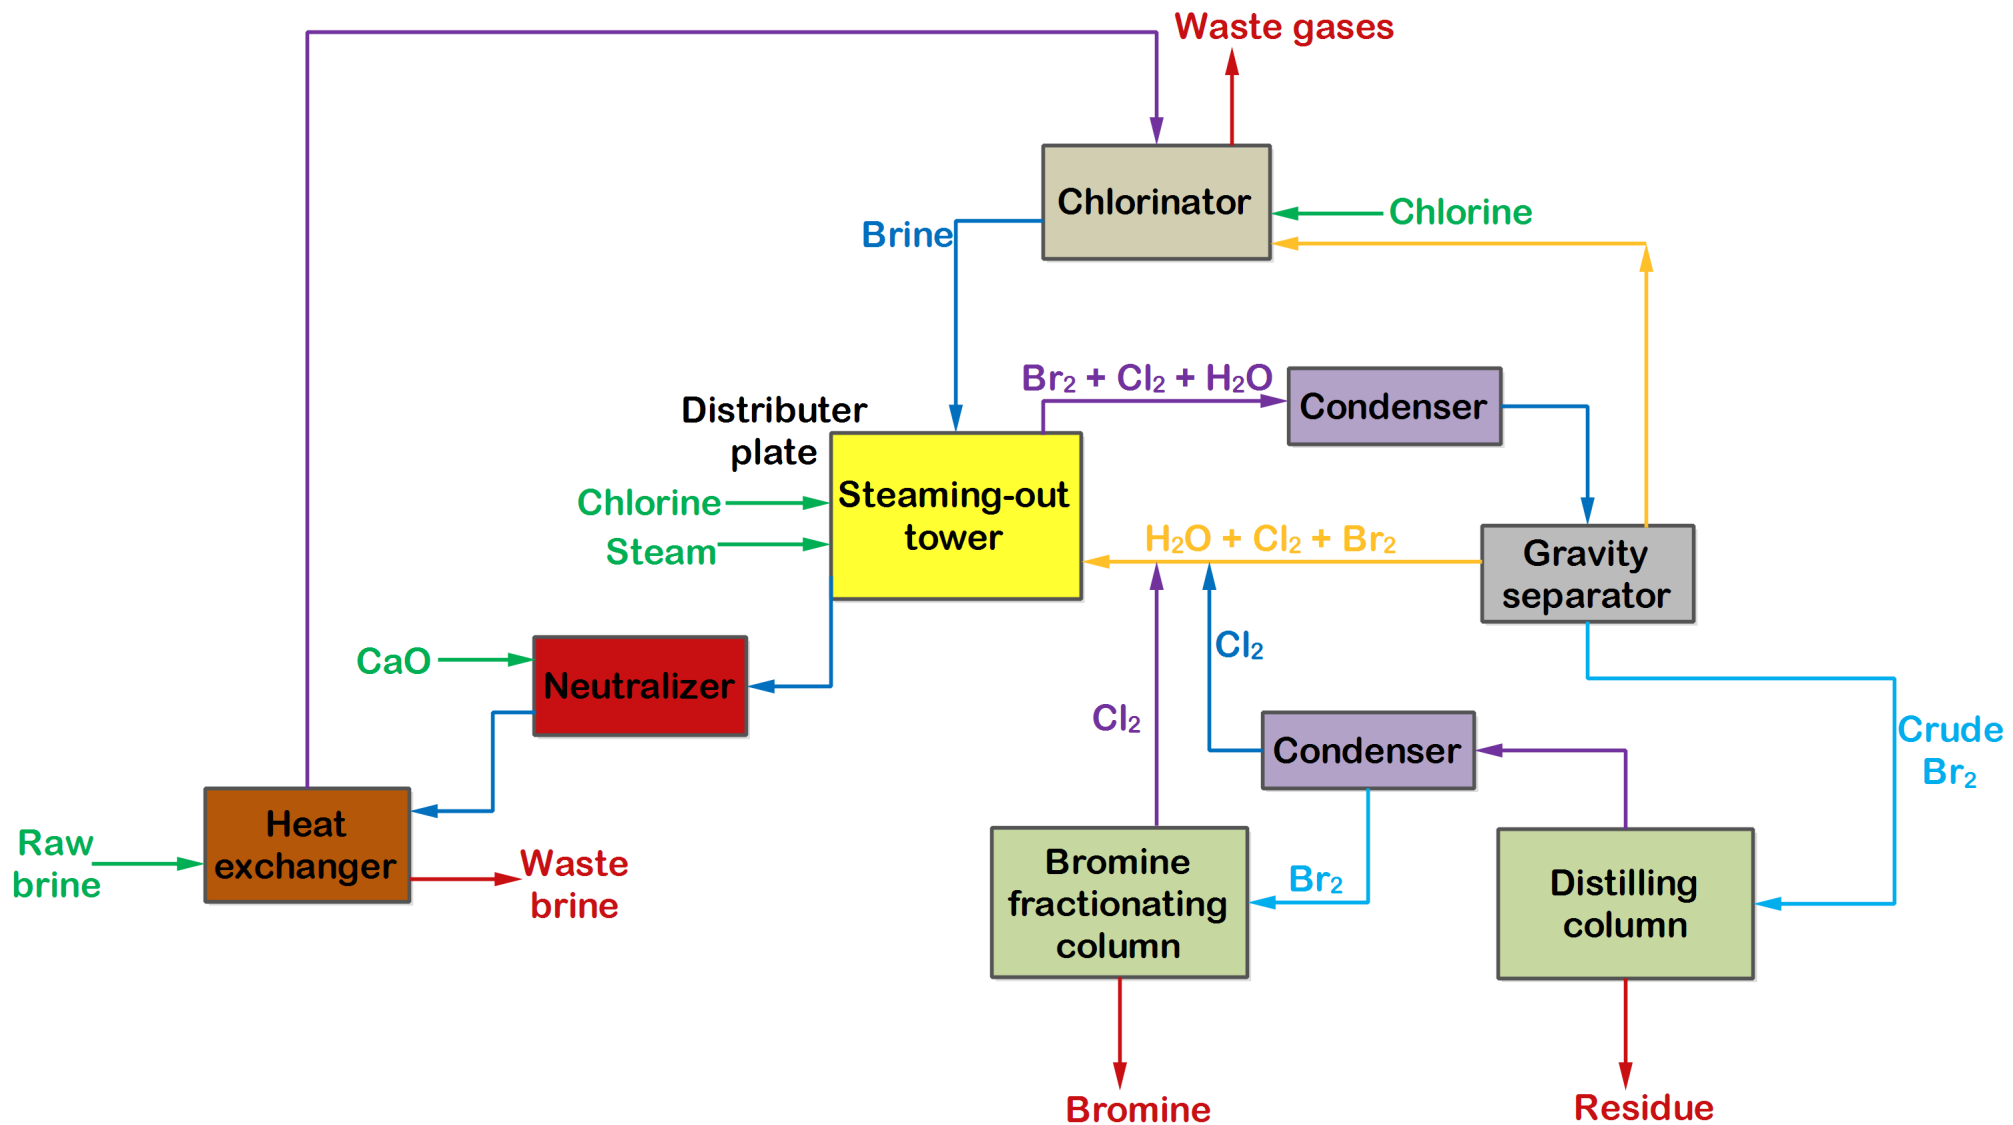 Waste gases
Chlorinator
Chlorine
Brine
Br₂ + Cl₂ + H₂O
Condenser
Distributer
plate
Chlorine
Steam
Steaming-out
tower
H₂O + Cl₂ + Br₂
Gravity
separator
CaO
Neutralizer
Cl₂
Cl₂
Condenser
Crude
Br₂
Raw
brine
Heat
exchanger
Waste
brine
Bromine
fractionating
column
Br₂
Distilling
column
Bromine
Residue